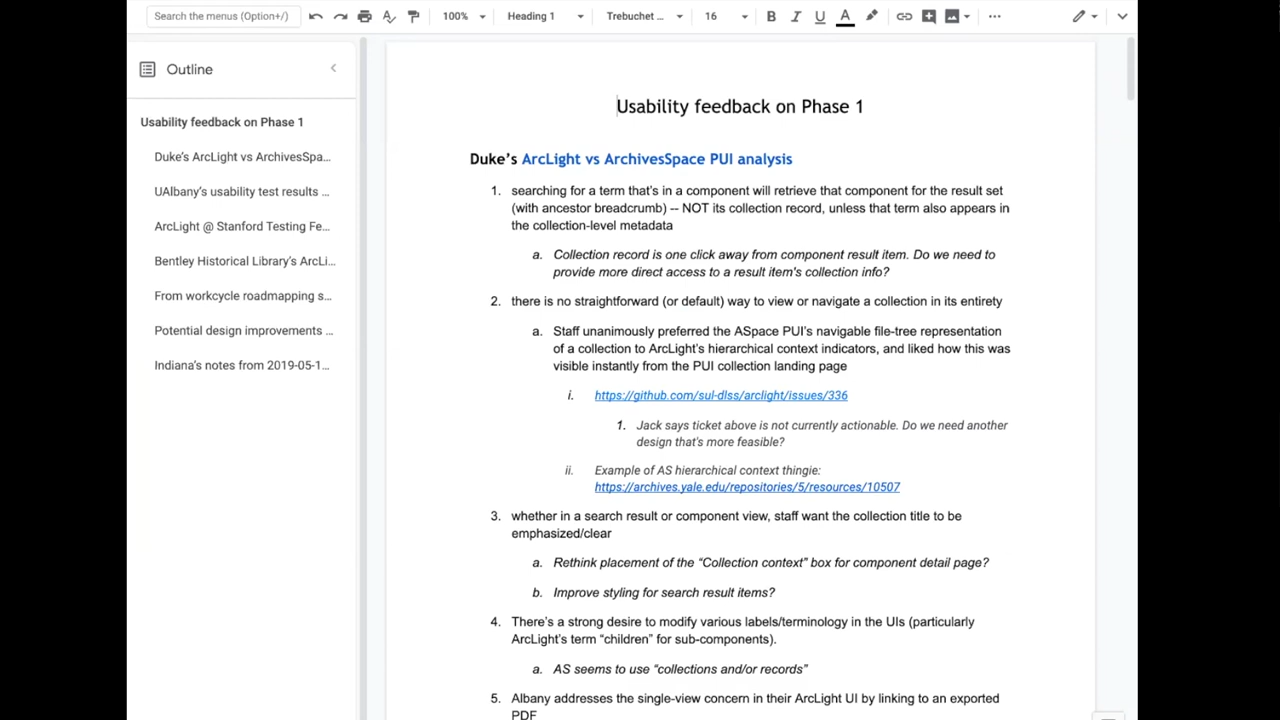 Search the menus (Option+/)
100%
Heading 1
Trebuchet ...
16
B I U A
Outline
Usability feedback on Phase 1
Duke's ArcLight vs ArchivesSpa...
UAlbany's usability test results ...
ArcLight @ Stanford Testing Fe...
Bentley Historical Library's ArcLi...
From workcycle roadmapping s...
Potential design improvements ...
Indiana's notes from 2019-05-1...
Usability feedback on Phase 1
Duke's ArcLight vs ArchivesSpace PUI analysis
1. searching for a term that's in a component will retrieve that component for the result set
(with ancestor breadcrumb) -- NOT its collection record, unless that term also appears in
the collection-level metadata
a. Collection record is one click away from component result item. Do we need to
provide more direct access to a result item's collection info?
2. there is no straightforward (or default) way to view or navigate a collection in its entirety
a. Staff unanimously preferred the ASpace PUI's navigable file-tree representation
of a collection to ArcLight's hierarchical context indicators, and liked how this was
visible instantly from the PUI collection landing page
i. https://github.com/sul-dlss/arclight/issues/336
1. Jack says ticket above is not currently actionable. Do we need another
design that's more feasible?
ii. Example of AS hierarchical context thingie:
https://archives.yale.edu/repositories/5/resources/10507
3. whether in a search result or component view, staff want the collection title to be
emphasized/clear
a. Rethink placement of the “Collection context” box for component detail page?
b. Improve styling for search result items?
4. There's a strong desire to modify various labels/terminology in the UIs (particularly
ArcLight's term “children” for sub-components).
a. AS seems to use “collections and/or records”
5. Albany addresses the single-view concern in their ArcLight UI by linking to an exported
PDF